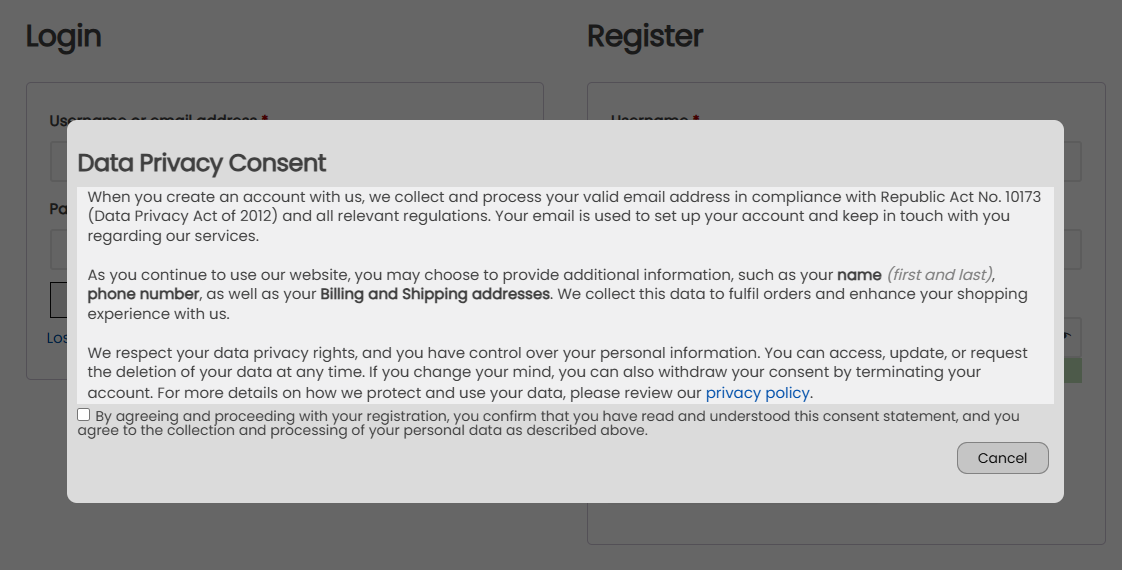 Login
Register
Username or email address *
Username *
Data Privacy Consent
When you create an account with us, we collect and process your valid email address in compliance with Republic Act No. 10173
(Data Privacy Act of 2012) and all relevant regulations. Your email is used to set up your account and keep in touch with you
regarding our services.
As you continue to use our website, you may choose to provide additional information, such as your name (first and last),
phone number, as well as your Billing and Shipping addresses. We collect this data to fulfil orders and enhance your shopping
experience with us.
We respect your data privacy rights, and you have control over your personal information. You can access, update, or request
the deletion of your data at any time. If you change your mind, you can also withdraw your consent by terminating your
account. For more details on how we protect and use your data, please review our privacy policy.
By agreeing and proceeding with your registration, you confirm that you have read and understood this consent statement, and you
agree to the collection and processing of your personal data as described above.
Cancel